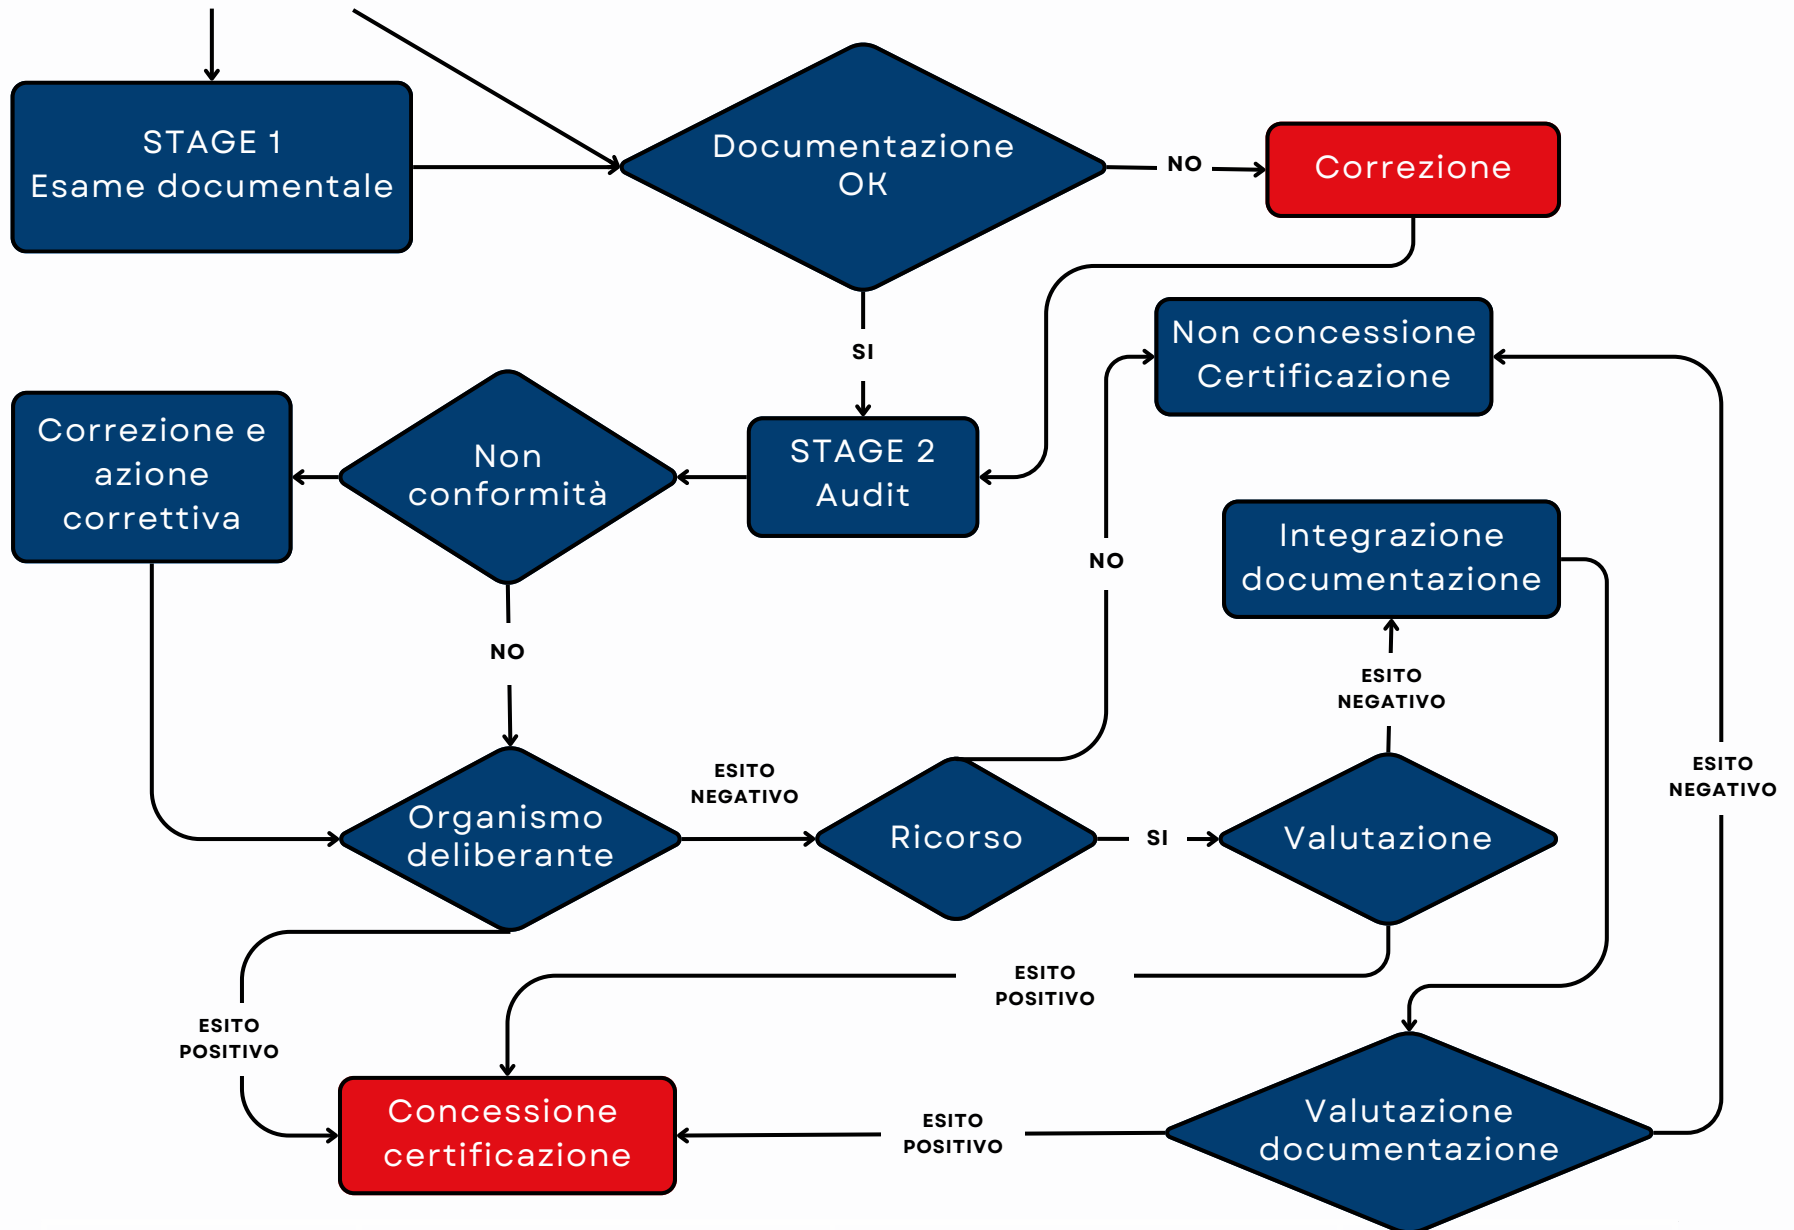 STAGE 1
Esame documentale
Documentazione
OK
NO
Correzione
SI
Non concessione
Certificazione
Correzione e
azione
correttiva
Non
conformità
STAGE 2
Audit
NO
Integrazione
documentazione
NO
ESITO
NEGATIVO
ESITO
NEGATIVO
Organismo
deliberante
ESITO
NEGATIVO
Ricorso
SI
Valutazione
ESITO
POSITIVO
ESITO
POSITIVO
Concessione
certificazione
ESITO
POSITIVO
Valutazione
documentazione